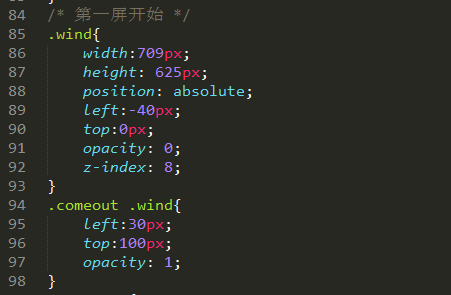 84 /* 第一屏开始 */
85 .wind{
86 width:709px;
87 height: 625px;
88 position: absolute;
89 left:-40px;
90 top:0px;
91 opacity: 0;
92 z-index: 8;
93 }
94 .comeout .wind{
95 left:30px;
96 top:100px;
97 opacity: 1;
98 }